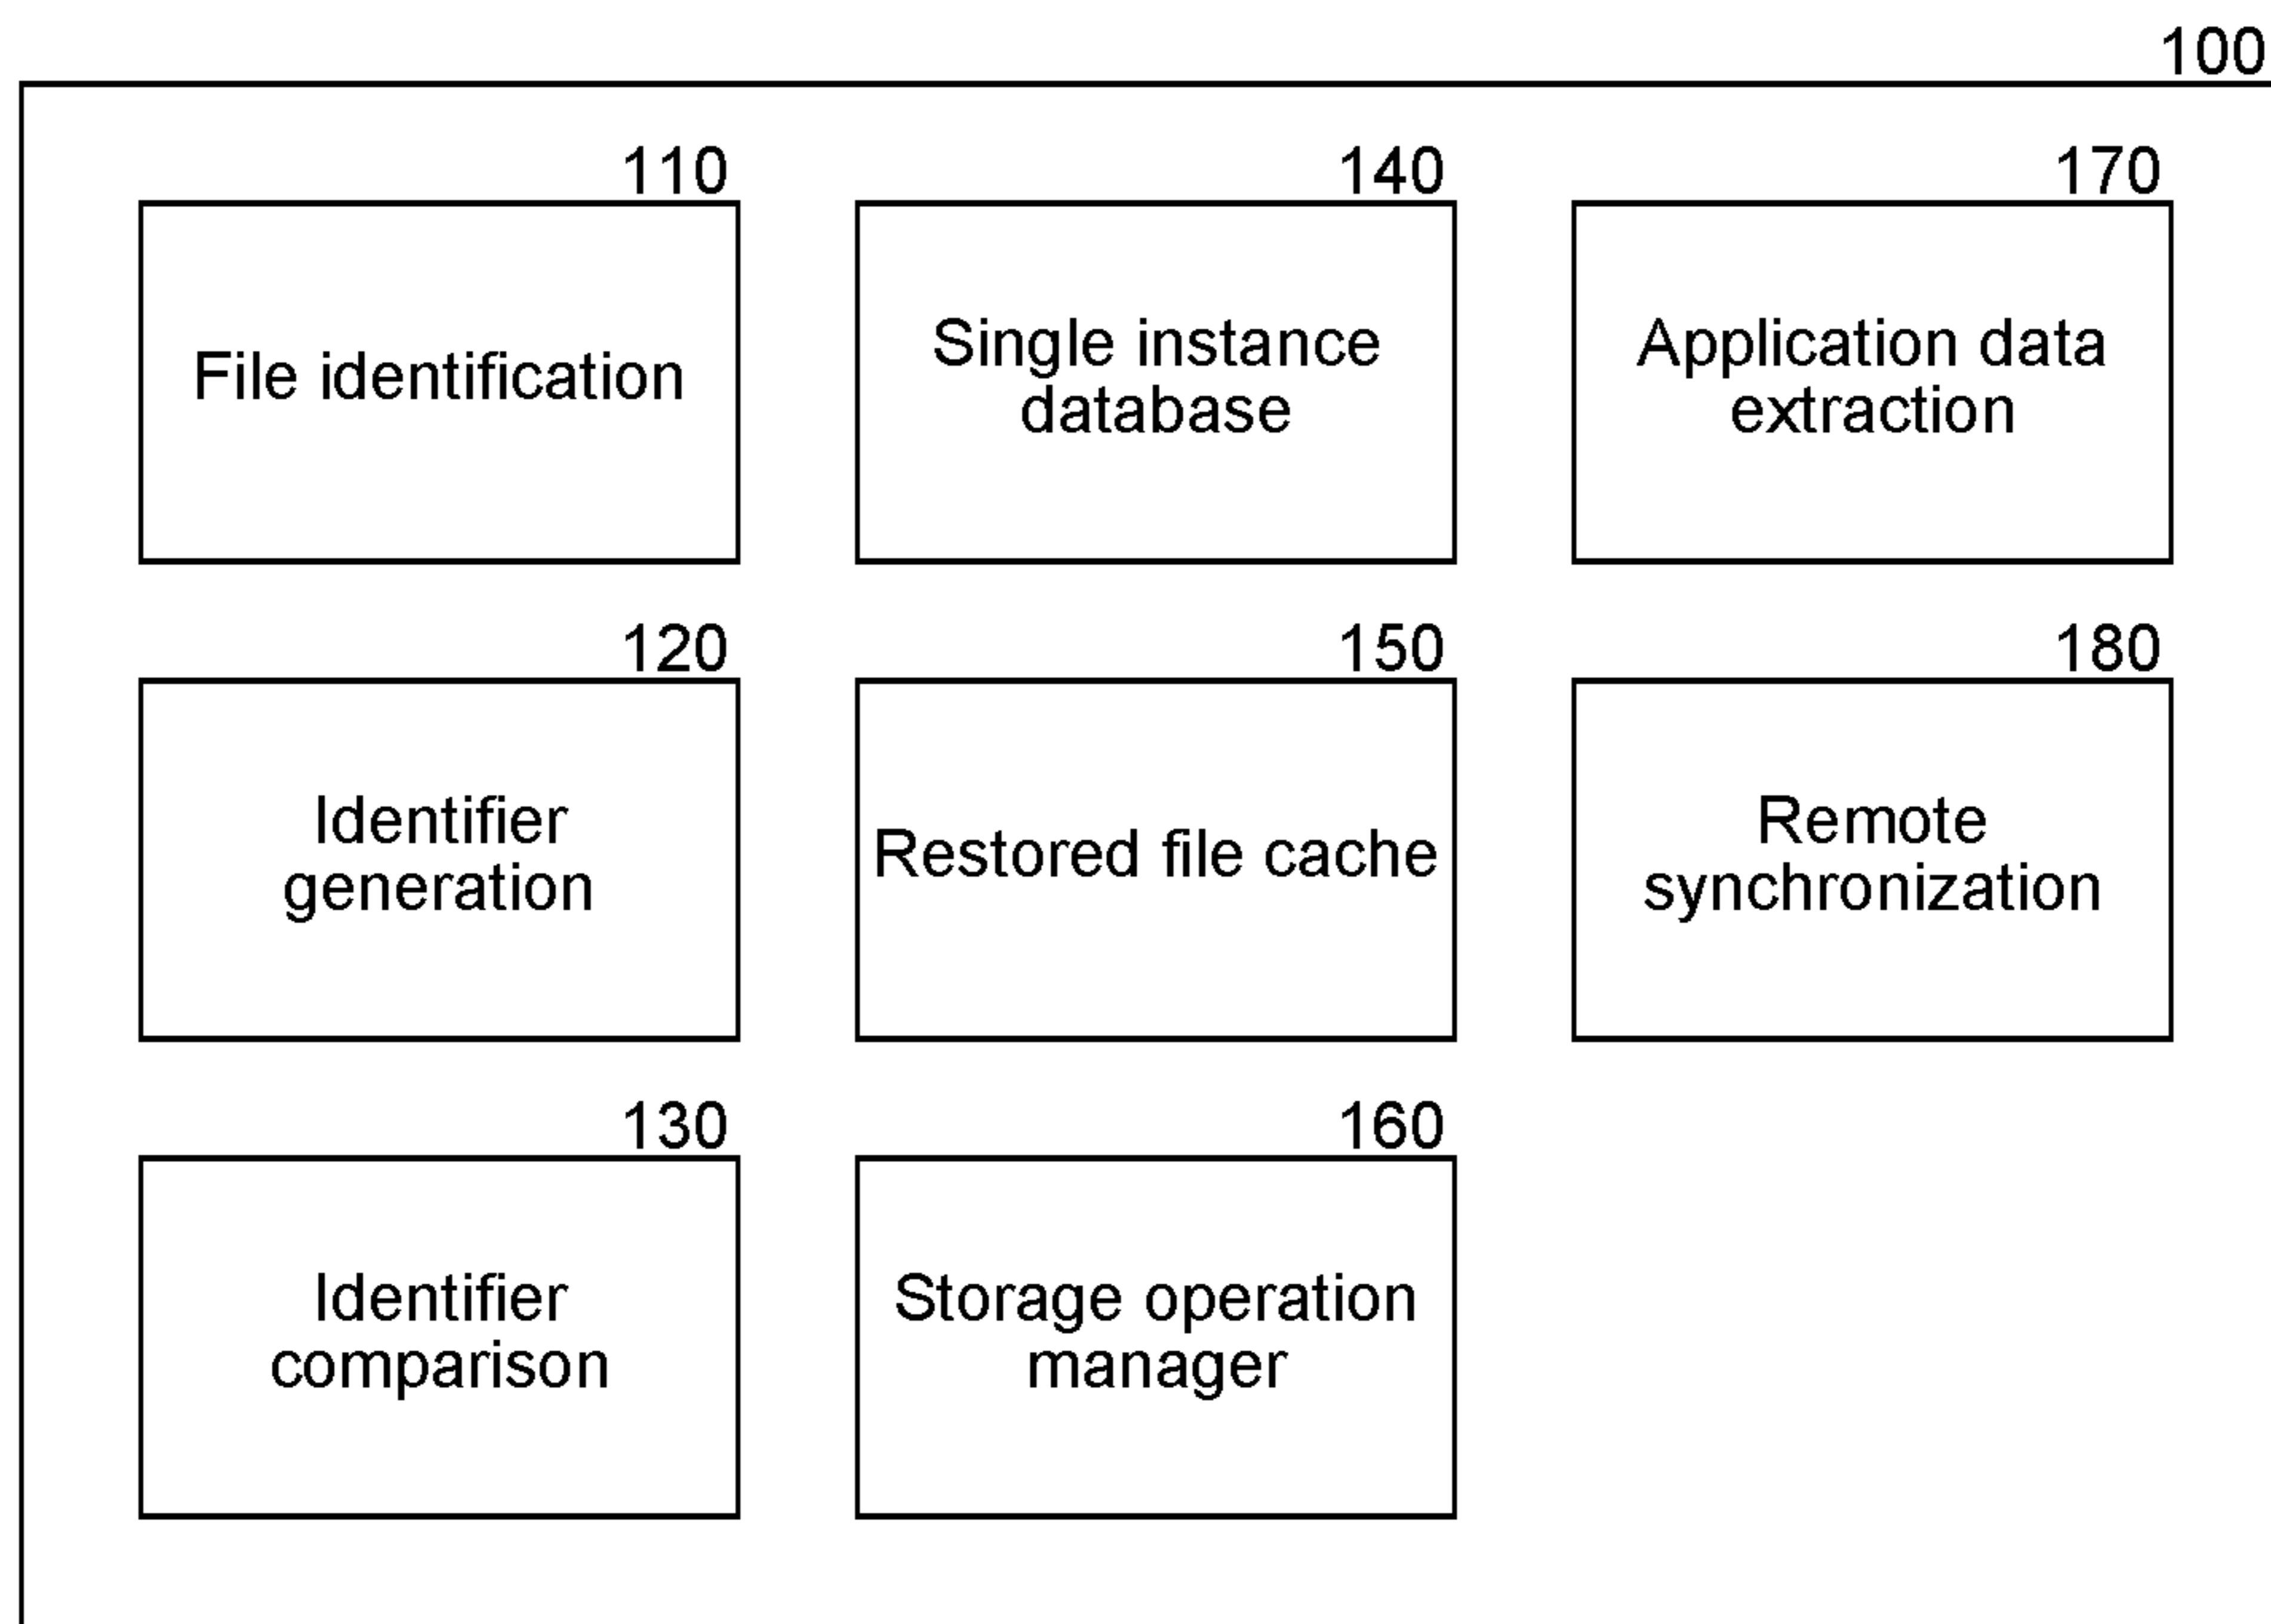 100
110
140
170
File identification
Single instance
database
Application data
extraction
120
150
180
Identifier
generation
Restored file cache
Remote
synchronization
130
160
Identifier
comparison
Storage operation
manager